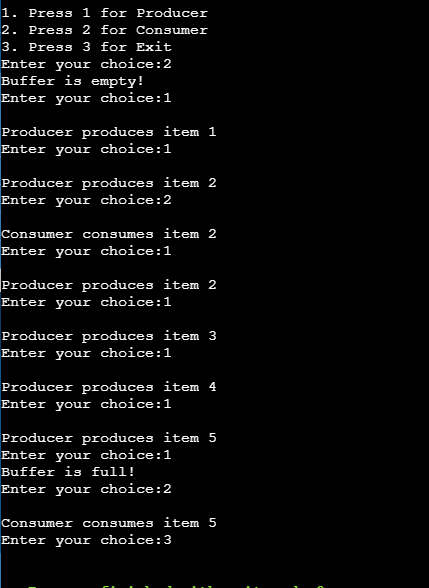 1. Press 1 for Producer
2. Press 2 for Consumer
3. Press 3 for Exit
Enter your choice:2
Buffer is empty!
Enter your choice:1
Producer produces item 1
Enter your choice:1
Producer produces item 2
Enter your choice:2
Consumer consumes item 2
Enter your choice:1
Producer produces item 2
Enter your choice:1
Producer produces item 3
Enter your choice:1
Producer produces item 4
Enter your choice:1
Producer produces item 5
Enter your choice:1
Buffer is full!
Enter your choice:2
Consumer consumes item 5
Enter your choice:3